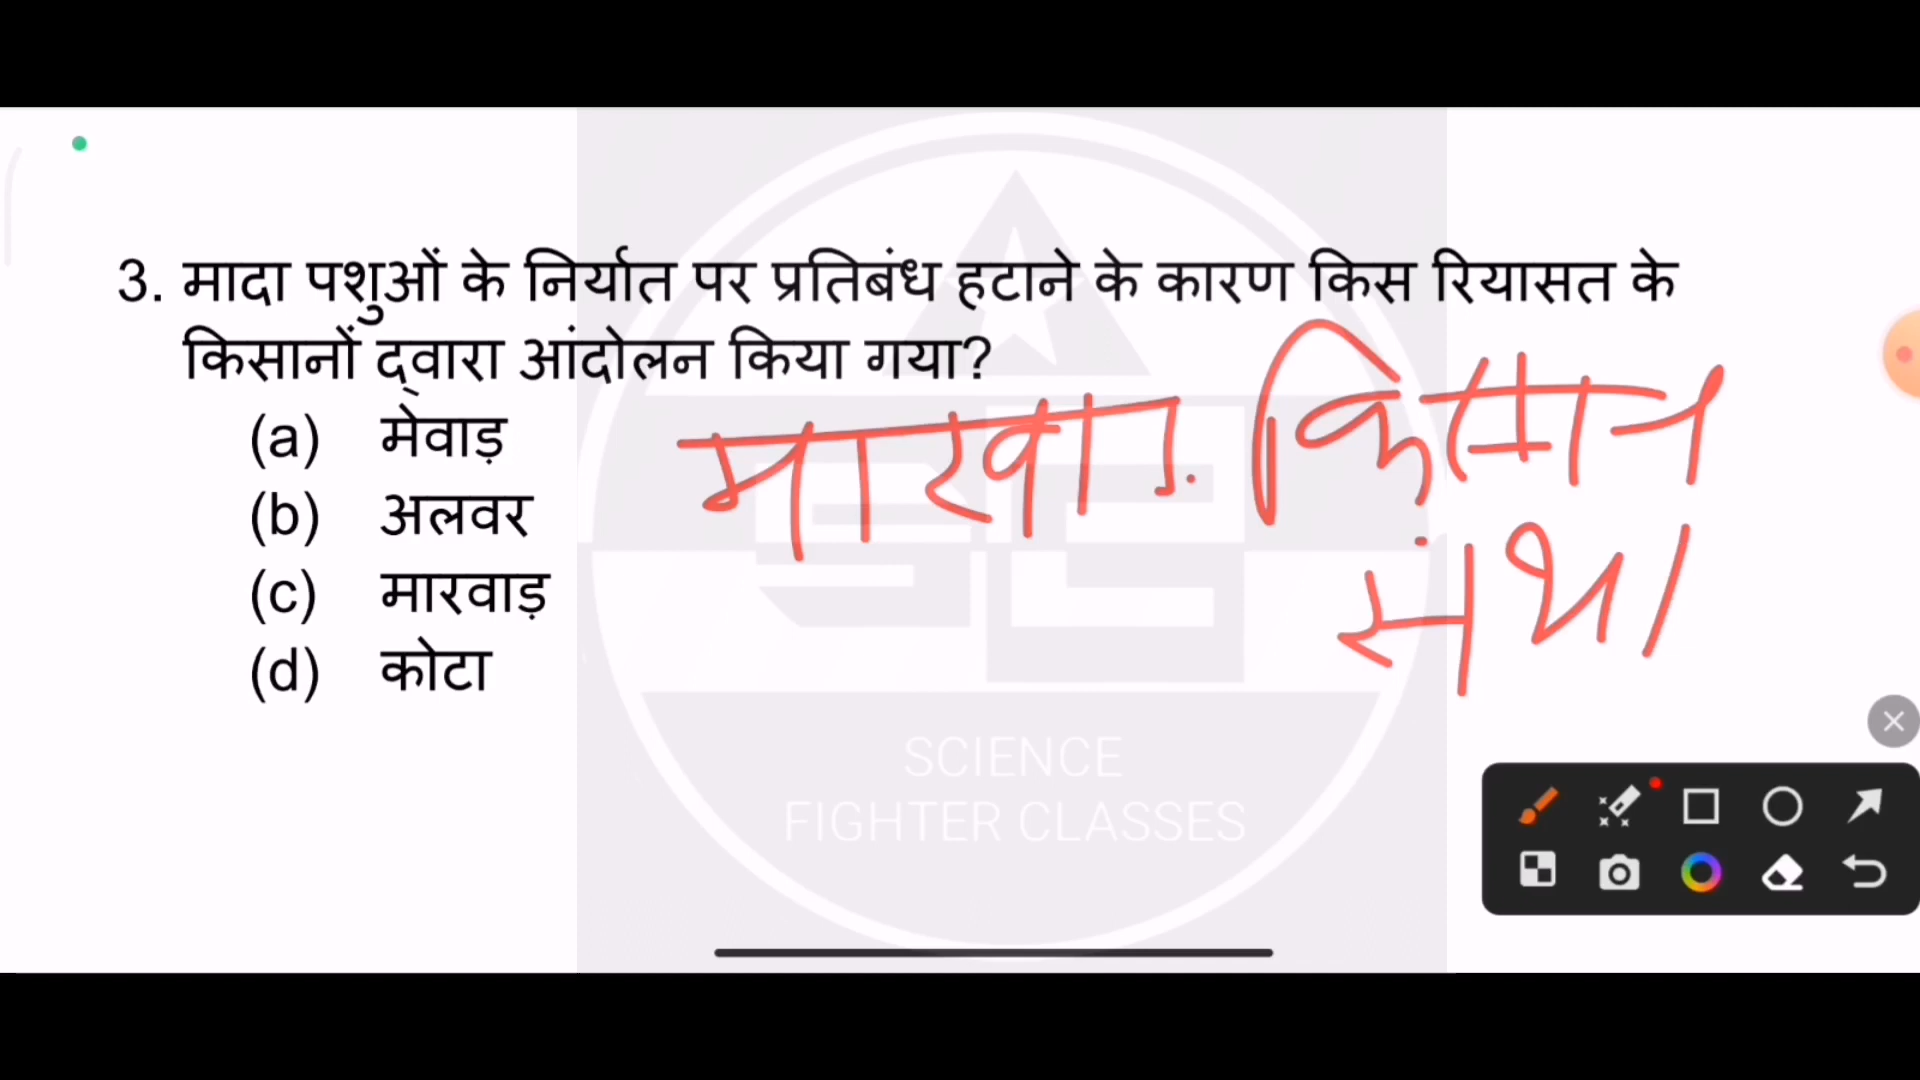 3. मादा पशुओं के निर्यात पर प्रतिबंध हटाने के कारण किस रियासत के
किसानों द्वारा आंदोलन किया गया?
(a) मेवाड़
(b) अलवर
(c) मारवाड़
(d) कोटा
मारवाड़ किसान
सभा
SCIENCE
FIGHTER CLASSES